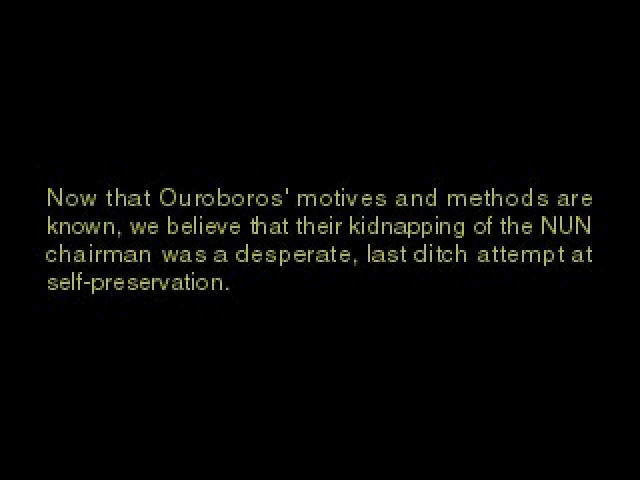 Now that Ouroboros' motives and methods are
known, we believe that their kidnapping of the NUN
chairman was a desperate, last ditch attempt at
self-preservation.